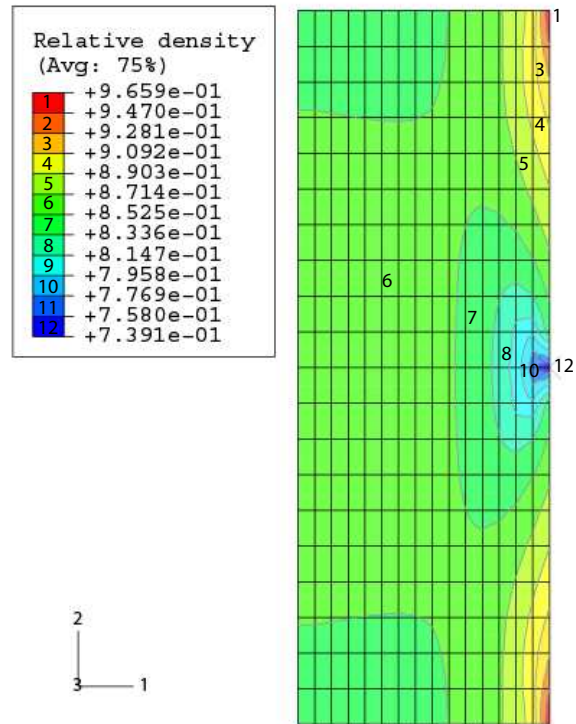 Relative density
(Avg: 75%)
+9.659e-01
1
+9.470e-01
2
+9.281e-01
3
+9.092e-01
4
+8.903e-01
5
+8.714e-01
6
+8.525e-01
7
+8.336e-01
8
+8.147e-01
9
+7.958e-01
10
+7.769e-01
11
+7.580e-01
12
+7.391e-01
1
3
4
5
6
7
8
10
12
2
3
1